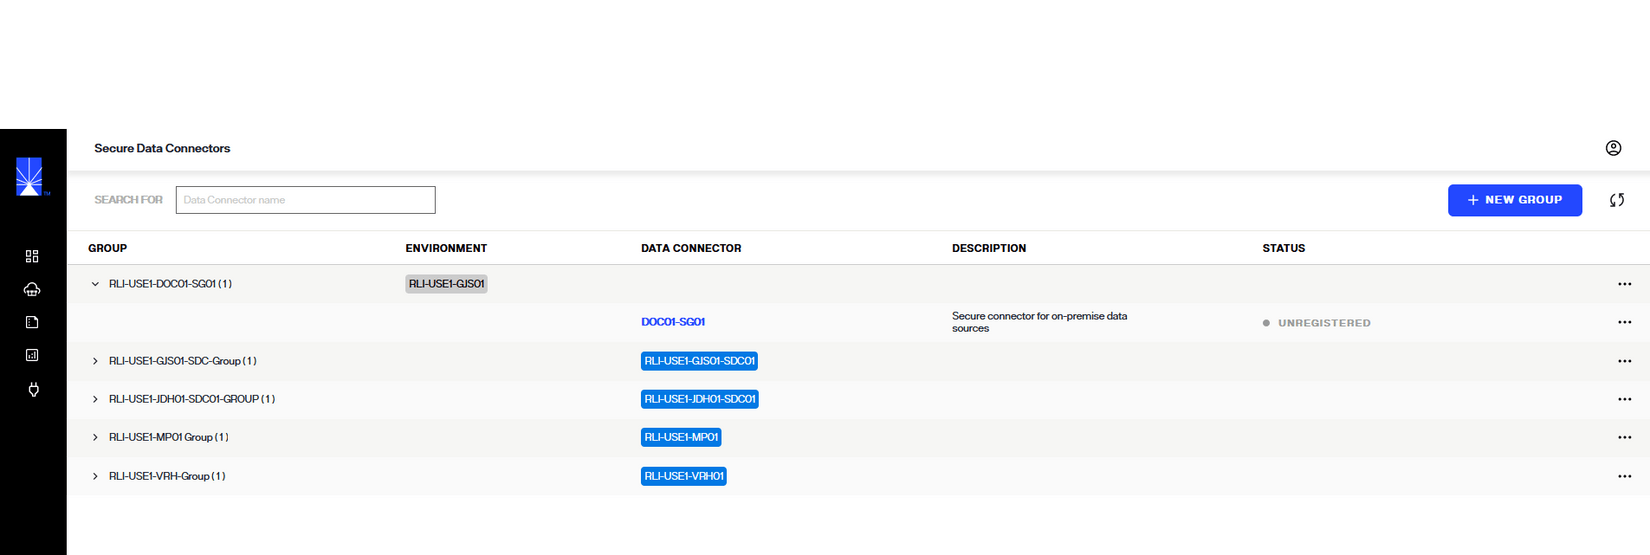 Secure Data Connectors
TM
SEARCH FOR Data Connector name + NEW GROUP
GROUP ENVIRONMENT DATA CONNECTOR DESCRIPTION STATUS
RLI-USE1-DOC01-SG01 (1) RLI-USE1-GJS01
DOC01-SG01 Secure connector for on-premise data UNREGISTERED
sources
RLI-USE1-GJS01-SDC-Group (1) RLI-USE1-GJS01-SDC01
RLI-USE1-JDH01-SDC01-GROUP (1) RLI-USE1-JDH01-SDC01
RLI-USE1-MP01 Group (1) RLI-USE1-MP01
RLI-USE1-VRH-Group (1) RLI-USE1-VRH01